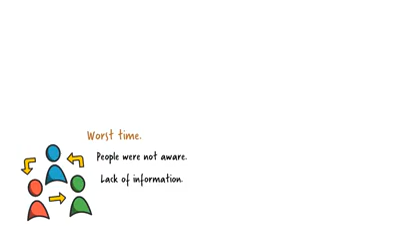 Worst time.
People were not aware.
Lack of information.